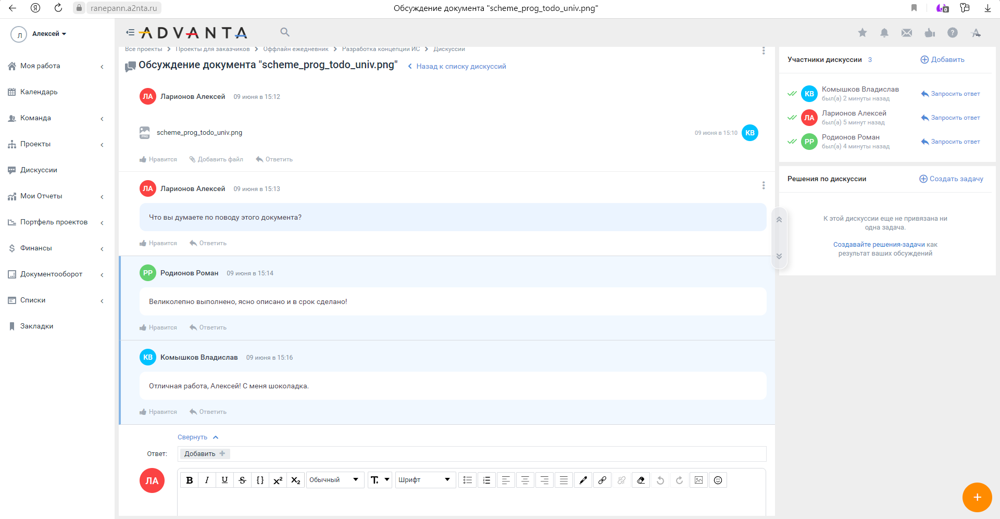 ranepann.a2nta.ru
Обсуждение документа "scheme_prog_todo_univ.png"
0
Л
Алексей
Моя работа
Календарь
Команда
Проекты
Дискуссии
Мои Отчеты
Портфель проектов
Финансы
Документооборот
Списки
Закладки
ADVANTA
Все проекты > Проекты для заказчиков > Оффлайн ежедневник > Разработка концепции ИС > Дискуссии
Обсуждение документа "scheme_prog_todo_univ.png" Назад к списку дискуссий
ЛА Ларионов Алексей 09 июня в 15:12
PNG scheme_prog_todo_univ.png 09 июня в 15:10 КВ
Нравится Добавить файл Ответить
ЛА Ларионов Алексей 09 июня в 15:13
Что вы думаете по поводу этого документа?
Нравится Ответить
РР Родионов Роман 09 июня в 15:14
Великолепно выполнено, ясно описано и в срок сделано!
Нравится Ответить
КВ Комышков Владислав 09 июня в 15:16
Отличная работа, Алексей! С меня шоколадка.
Нравится Ответить
Свернуть
Ответ: Добавить +
ЛА
B I U S {} X² X₂ Обычный T Шрифт
Участники дискуссии 3 Добавить
КВ Комышков Владислав Запросить ответ
был(а) 2 минуты назад
ЛА Ларионов Алексей Запросить ответ
был(а) 5 минут назад
РР Родионов Роман Запросить ответ
был(а) 4 минуты назад
Решения по дискуссии Создать задачу
К этой дискуссии еще не привязана ни
одна задача.
Создавайте решения-задачи как
результат ваших обсуждений
+